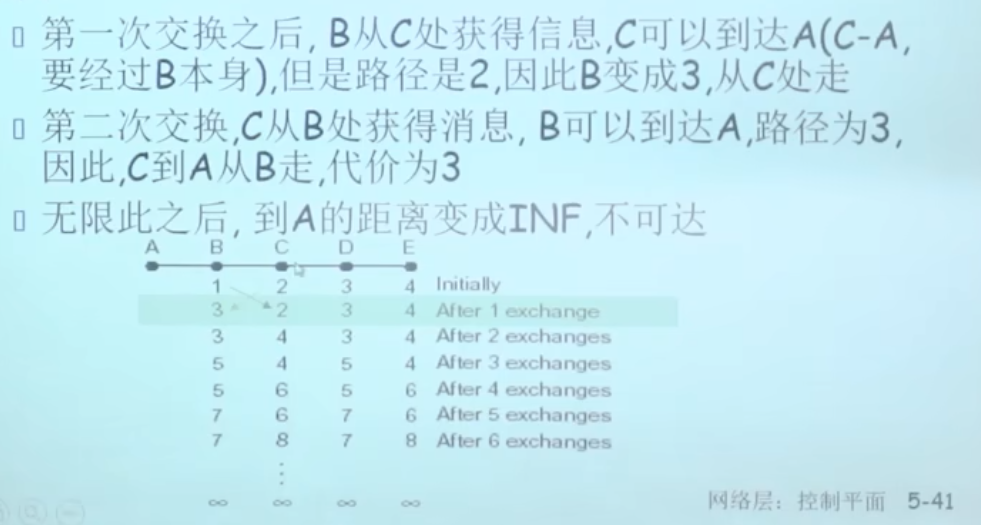 第一次交换之后, B从C处获得信息,C可以到达A(C-A,
要经过B本身),但是路径是2,因此B变成3,从C处走
第二次交换,C从B处获得消息, B可以到达A,路径为3,
因此,C到A从B走,代价为3
无限此之后, 到A的距离变成INF,不可达
A B C D E
1 2 3 4 Initially
3 2 3 4 After 1 exchange
3 4 3 4 After 2 exchanges
5 4 5 4 After 3 exchanges
5 6 5 6 After 4 exchanges
7 6 7 6 After 5 exchanges
7 8 7 8 After 6 exchanges
⋮
∞ ∞ ∞ ∞
网络层: 控制平面 5-41